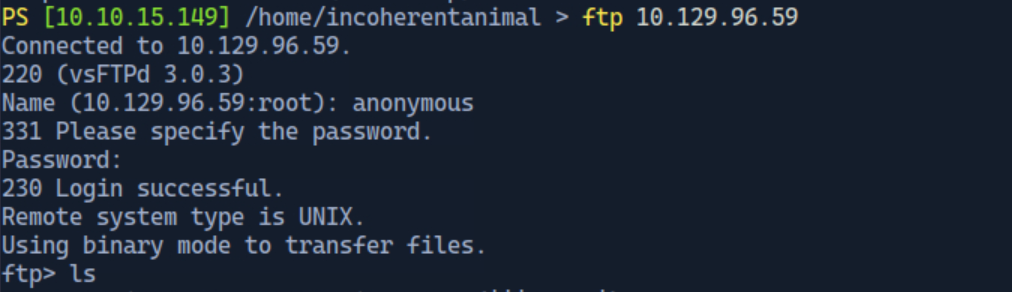 PS [10.10.15.149] /home/incoherentanimal > ftp 10.129.96.59
Connected to 10.129.96.59.
220 (vsFTPd 3.0.3)
Name (10.129.96.59:root): anonymous
331 Please specify the password.
Password:
230 Login successful.
Remote system type is UNIX.
Using binary mode to transfer files.
ftp> ls